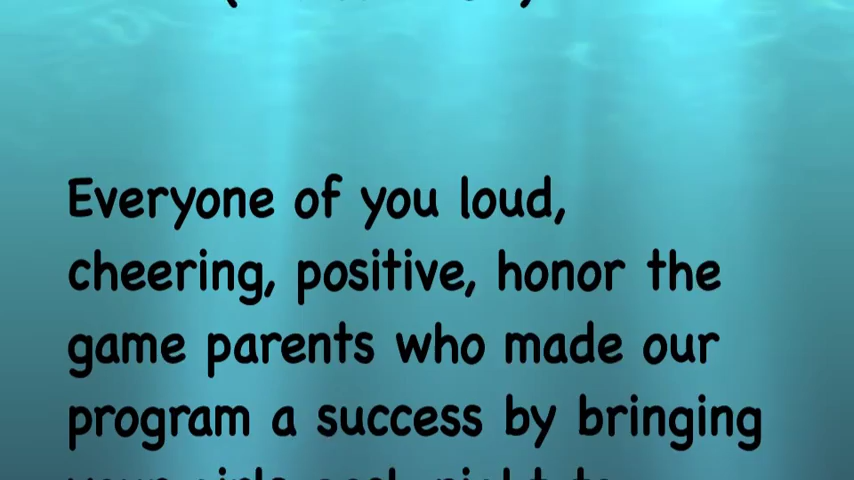 Everyone of you loud,
cheering, positive, honor the
game parents who made our
program a success by bringing